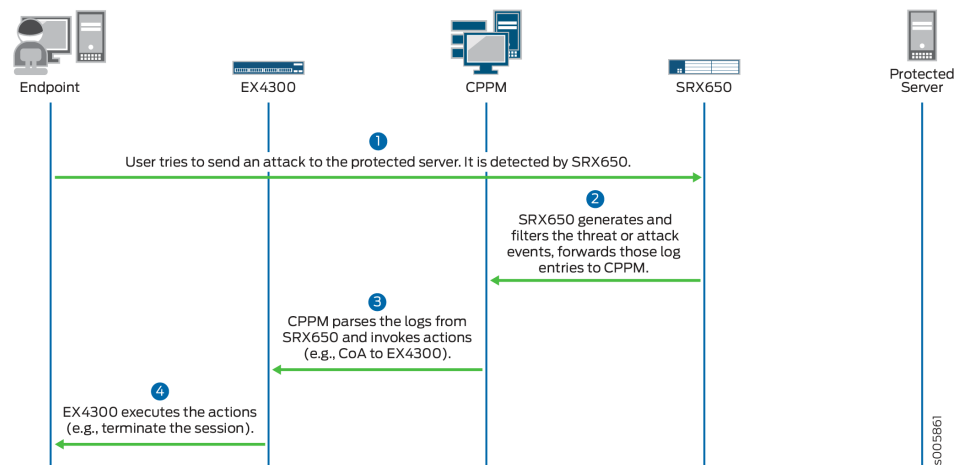 Endpoint
EX4300
CPPM
SRX650
Protected
Server
1
User tries to send an attack to the protected server. It is detected by SRX650.
2
SRX650 generates and
filters the threat or attack
events, forwards those log
entries to CPPM.
3
CPPM parses the logs from
SRX650 and invokes actions
(e.g., CoA to EX4300).
4
EX4300 executes the actions
(e.g., terminate the session).
s005861